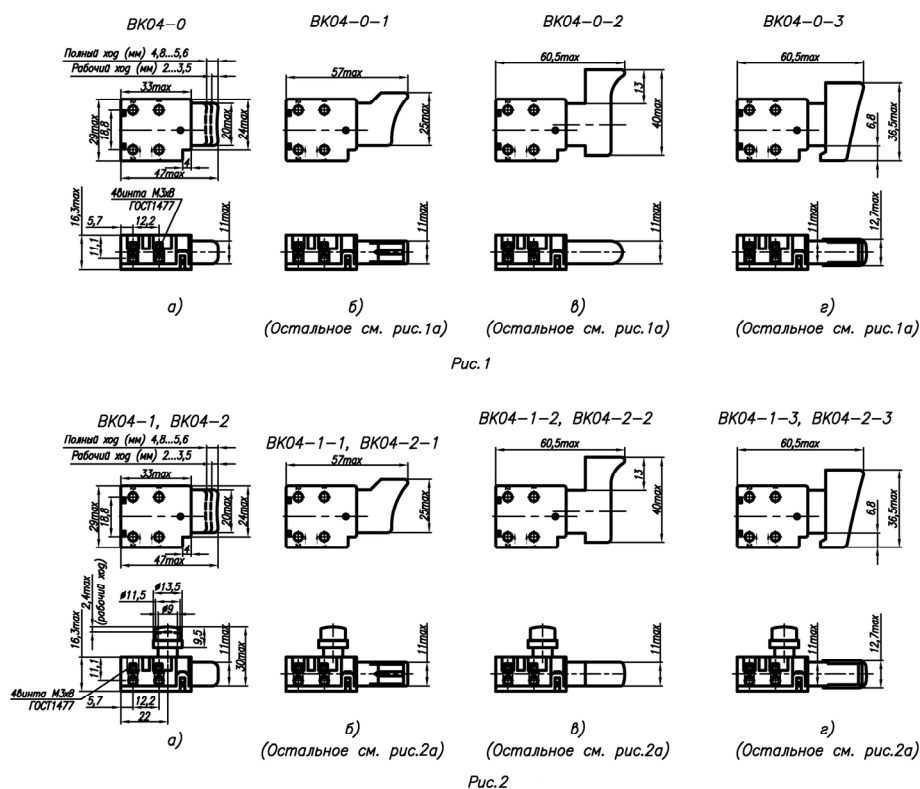 ВК04-0
ВК04-0-1
ВК04-0-2
ВК04-0-3
Полный ход (мм) 4,8...5,6
Рабочий ход (мм) 2...3,5
33max
29max
18,8
20max
24max
4
47max
57max
25max
60,5max
13
40max
60,5max
6,8
36,5max
4винта М3х8
ГОСТ1477
16,3max
5,7
12,2
11,1
11max
11max
11max
11max
12,7max
а)
б)
(Остальное см. рис.1а)
в)
(Остальное см. рис.1а)
г)
(Остальное см. рис.1а)
Рис.1
ВК04-1, ВК04-2
ВК04-1-1, ВК04-2-1
ВК04-1-2, ВК04-2-2
ВК04-1-3, ВК04-2-3
Полный ход (мм) 4,8...5,6
Рабочий ход (мм) 2...3,5
33max
29max
18,8
20max
24max
4
47max
57max
25max
60,5max
13
40max
60,5max
6,8
36,5max
2,4max
(рабочий ход)
ø13,5
ø11,5
ø9
9,5
16,3max
11,1
11max
30max
4винта М3х8
ГОСТ1477
5,7
12,2
22
11max
11max
11max
12,7max
а)
б)
(Остальное см. рис.2а)
в)
(Остальное см. рис.2а)
г)
(Остальное см. рис.2а)
Рис.2